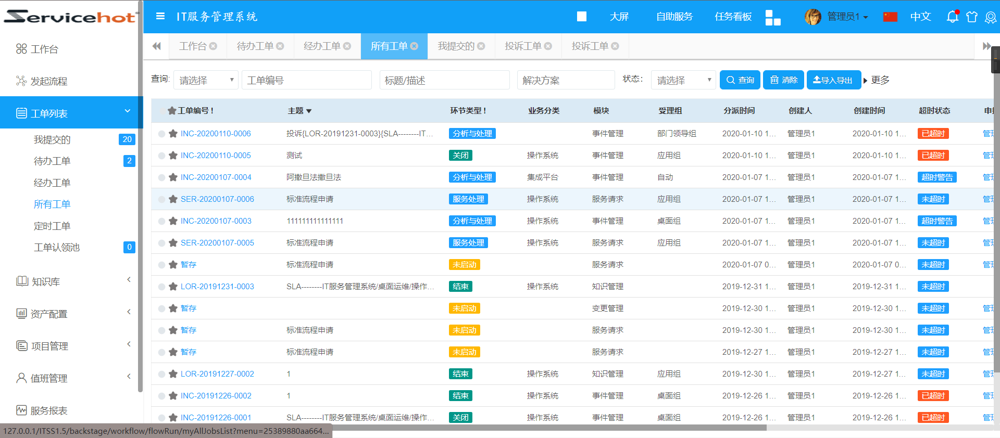 Servicehot
IT服务管理系统 大屏 自助服务 任务看板 管理员1 中文
工作台 待办工单 经办工单 所有工单 我提交的 投诉工单 投诉工单
工作台
发起流程
工单列表
我提交的 20
待办工单 2
经办工单
所有工单
定时工单
工单认领池 0
知识库
资产配置
项目管理
值班管理
服务报表
查询: 请选择 工单编号 标题/描述 解决方案 状态: 请选择 查询 清除 导入导出 更多
工单编号! 主题 环节类型! 业务分类 模块 受理组 分派时间 创建人 创建时间 超时状态
INC-20200110-0006 投诉{LOR-20191231-0003}{SLA--------IT... 分析与处理 事件管理 部门领导组 2020-01-10 1... 管理员1 2020-01-10 1... 已超时
INC-20200110-0005 测试 关闭 操作系统 事件管理 应用组 2020-01-10 1... 管理员1 2020-01-10 1... 已超时
INC-20200107-0004 阿撒旦法撒旦法 分析与处理 集成平台 事件管理 自动 2020-01-07 1... 管理员1 2020-01-07 1... 超时警告
SER-20200107-0006 标准流程申请 服务处理 操作系统 服务请求 应用组 2020-01-07 1... 管理员1 2020-01-07 1... 未超时
INC-20200107-0003 111111111111111 分析与处理 操作系统 事件管理 桌面组 2020-01-07 1... 管理员1 2020-01-07 1... 超时警告
SER-20200107-0005 标准流程申请 服务处理 操作系统 服务请求 应用组 2020-01-07 1... 管理员1 2020-01-07 1... 未超时
暂存 标准流程申请 未启动 服务请求 2020-01-07 0... 管理员1 2020-01-07 0... 未超时
LOR-20191231-0003 SLA--------IT服务管理系统/桌面运维/操作... 结束 操作系统 知识管理 2019-12-31 1... 管理员1 2019-12-31 1... 未超时
暂存 未启动 变更管理 2019-12-30 1... 管理员1 2019-12-30 1... 未超时
暂存 标准流程申请 未启动 服务请求 2019-12-30 1... 管理员1 2019-12-30 1... 未超时
暂存 标准流程申请 未启动 服务请求 2019-12-27 1... 管理员1 2019-12-27 1... 未超时
LOR-20191227-0002 1 结束 操作系统 知识管理 应用组 2019-12-30 1... 管理员1 2019-12-27 1... 未超时
INC-20191226-0002 1 结束 操作系统 事件管理 桌面组 2019-12-26 1... 管理员1 2019-12-26 1... 已超时
INC-20191226-0001 SLA--------IT服务管理系统/桌面运维/操作... 关闭 操作系统 事件管理 桌面组 2019-12-26 1... 管理员1 2019-12-26 1... 已超时
127.0.0.1/ITSS1.5/backstage/workflow/flowRun/myAllJobsList?menu=25389880aa664...